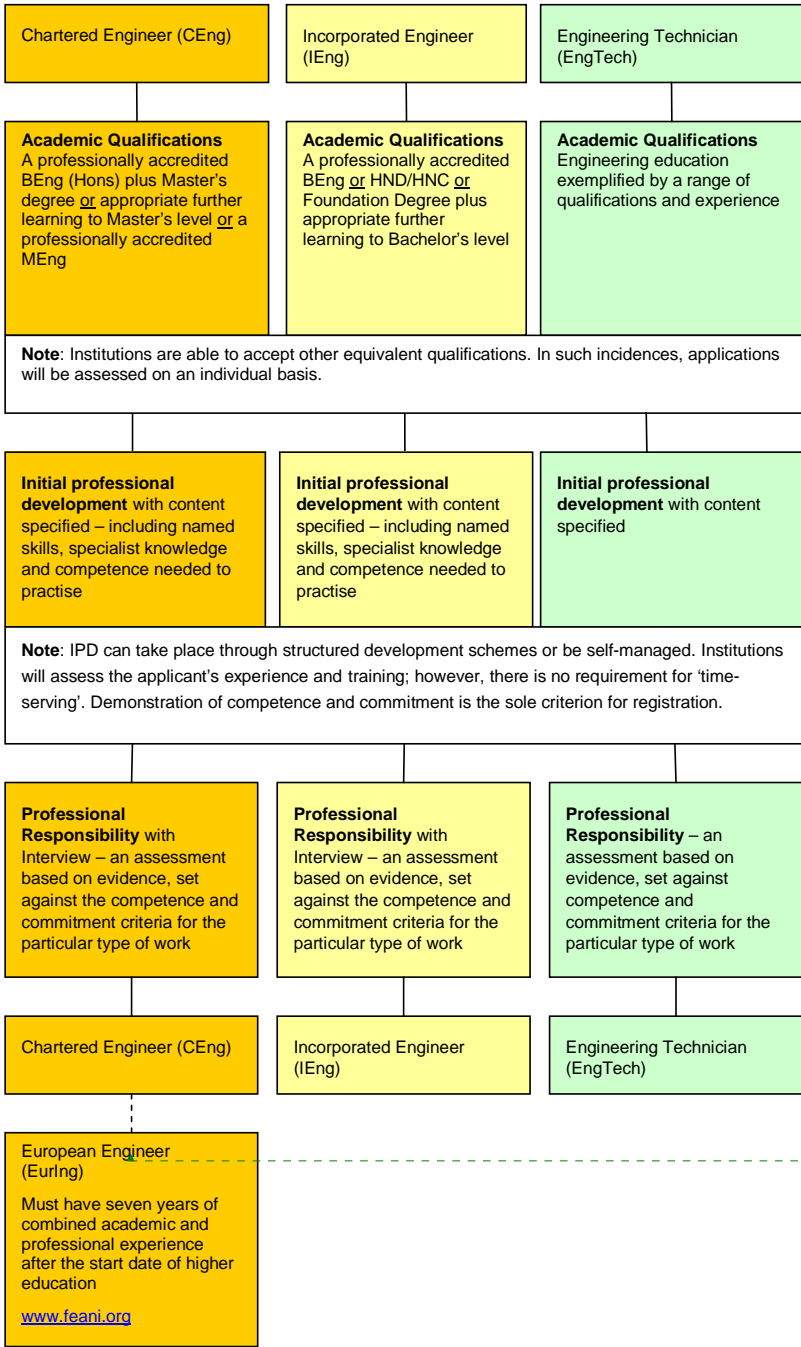 Chartered Engineer (CEng)
Incorporated Engineer
(IEng)
Engineering Technician
(EngTech)
Academic Qualifications
A professionally accredited
BEng (Hons) plus Master's
degree or appropriate further
learning to Master's level or a
professionally accredited
MEng
Academic Qualifications
A professionally accredited
BEng or HND/HNC or
Foundation Degree plus
appropriate further
learning to Bachelor's level
Academic Qualifications
Engineering education
exemplified by a range of
qualifications and experience
Note: Institutions are able to accept other equivalent qualifications. In such incidences, applications
will be assessed on an individual basis.
Initial professional
development with content
specified – including named
skills, specialist knowledge
and competence needed to
practise
Initial professional
development with content
specified – including named
skills, specialist knowledge
and competence needed to
practise
Initial professional
development with content
specified
Note: IPD can take place through structured development schemes or be self-managed. Institutions
will assess the applicant's experience and training; however, there is no requirement for 'time-
serving'. Demonstration of competence and commitment is the sole criterion for registration.
Professional
Responsibility with
Interview – an assessment
based on evidence, set
against the competence and
commitment criteria for the
particular type of work
Professional
Responsibility with
Interview – an assessment
based on evidence, set
against the competence and
commitment criteria for the
particular type of work
Professional
Responsibility – an
assessment based on
evidence, set against
competence and
commitment criteria for the
particular type of work
Chartered Engineer (CEng)
Incorporated Engineer
(IEng)
Engineering Technician
(EngTech)
European Engineer
(EurIng)
Must have seven years of
combined academic and
professional experience
after the start date of higher
education
www.feani.org